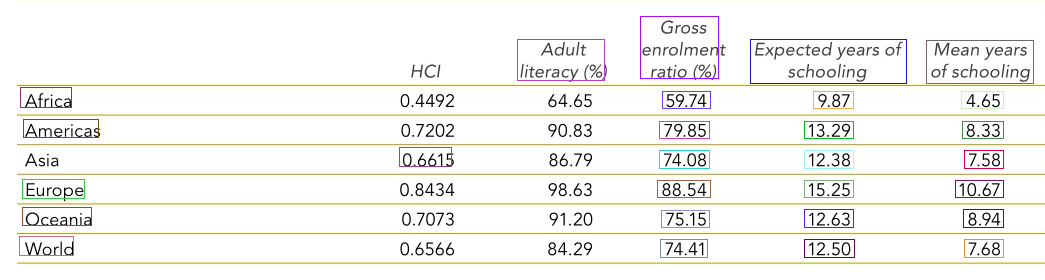 HCI Adult literacy (%) Gross enrolment ratio (%) Expected years of schooling Mean years of schooling
Africa 0.4492 64.65 59.74 9.87 4.65
Americas 0.7202 90.83 79.85 13.29 8.33
Asia 0.6615 86.79 74.08 12.38 7.58
Europe 0.8434 98.63 88.54 15.25 10.67
Oceania 0.7073 91.20 75.15 12.63 8.94
World 0.6566 84.29 74.41 12.50 7.68